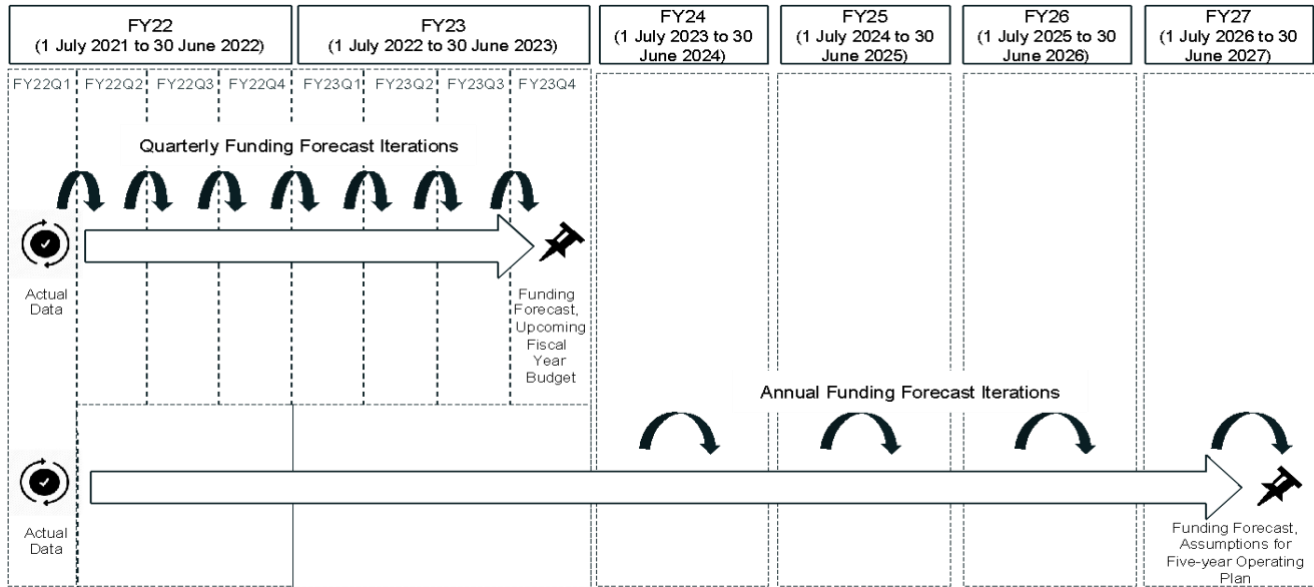 FY22
(1 July 2021 to 30 June 2022)
FY23
(1 July 2022 to 30 June 2023)
FY24
(1 July 2023 to 30
June 2024)
FY25
(1 July 2024 to 30
June 2025)
FY26
(1 July 2025 to 30
June 2026)
FY27
(1 July 2026 to 30
June 2027)
FY22Q1
FY22Q2
FY22Q3
FY22Q4
FY23Q1
FY23Q2
FY23Q3
FY23Q4
Quarterly Funding Forecast Iterations
Actual
Data
Funding
Forecast,
Upcoming
Fiscal
Year
Budget
Annual Funding Forecast Iterations
Actual
Data
Funding Forecast,
Assumptions for
Five-year Operating
Plan